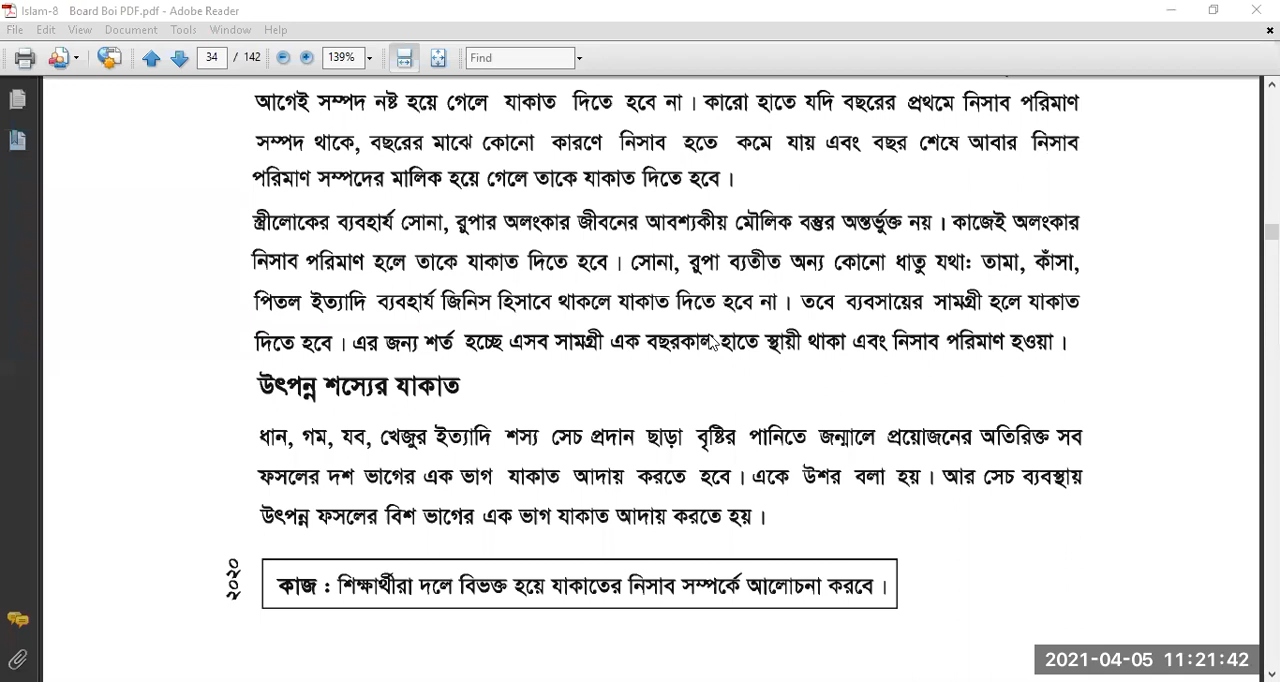 Islam-8 Board Boi PDF.pdf - Adobe Reader
File Edit View Document Tools Window Help
34 / 142 139% Find
আগেই সম্পদ নষ্ট হয়ে গেলে যাকাত দিতে হবে না। কারো হাতে যদি বছরের প্রথমে নিসাব পরিমাণ
সম্পদ থাকে, বছরের মাঝে কোনো কারণে নিসাব হতে কমে যায় এবং বছর শেষে আবার নিসাব
পরিমাণ সম্পদের মালিক হয়ে গেলে তাকে যাকাত দিতে হবে।
স্ত্রীলোকের ব্যবহার্য সোনা, রুপার অলংকার জীবনের আবশ্যকীয় মৌলিক বস্তুর অন্তর্ভুক্ত নয়। কাজেই অলংকার
নিসাব পরিমাণ হলে তাকে যাকাত দিতে হবে। সোনা, রুপা ব্যতীত অন্য কোনো ধাতু যথা: তামা, কাঁসা,
পিতল ইত্যাদি ব্যবহার্য জিনিস হিসাবে থাকলে যাকাত দিতে হবে না। তবে ব্যবসায়ের সামগ্রী হলে যাকাত
দিতে হবে। এর জন্য শর্ত হচ্ছে এসব সামগ্রী এক বছরকাল হাতে স্থায়ী থাকা এবং নিসাব পরিমাণ হওয়া।
উৎপন্ন শস্যের যাকাত
ধান, গম, যব, খেজুর ইত্যাদি শস্য সেচ প্রদান ছাড়া বৃষ্টির পানিতে জন্মালে প্রয়োজনের অতিরিক্ত সব
ফসলের দশ ভাগের এক ভাগ যাকাত আদায় করতে হবে। একে উশর বলা হয়। আর সেচ ব্যবস্থায়
উৎপন্ন ফসলের বিশ ভাগের এক ভাগ যাকাত আদায় করতে হয়।
২০২০
কাজ : শিক্ষার্থীরা দলে বিভক্ত হয়ে যাকাতের নিসাব সম্পর্কে আলোচনা করবে।
2021-04-05 11:21:42